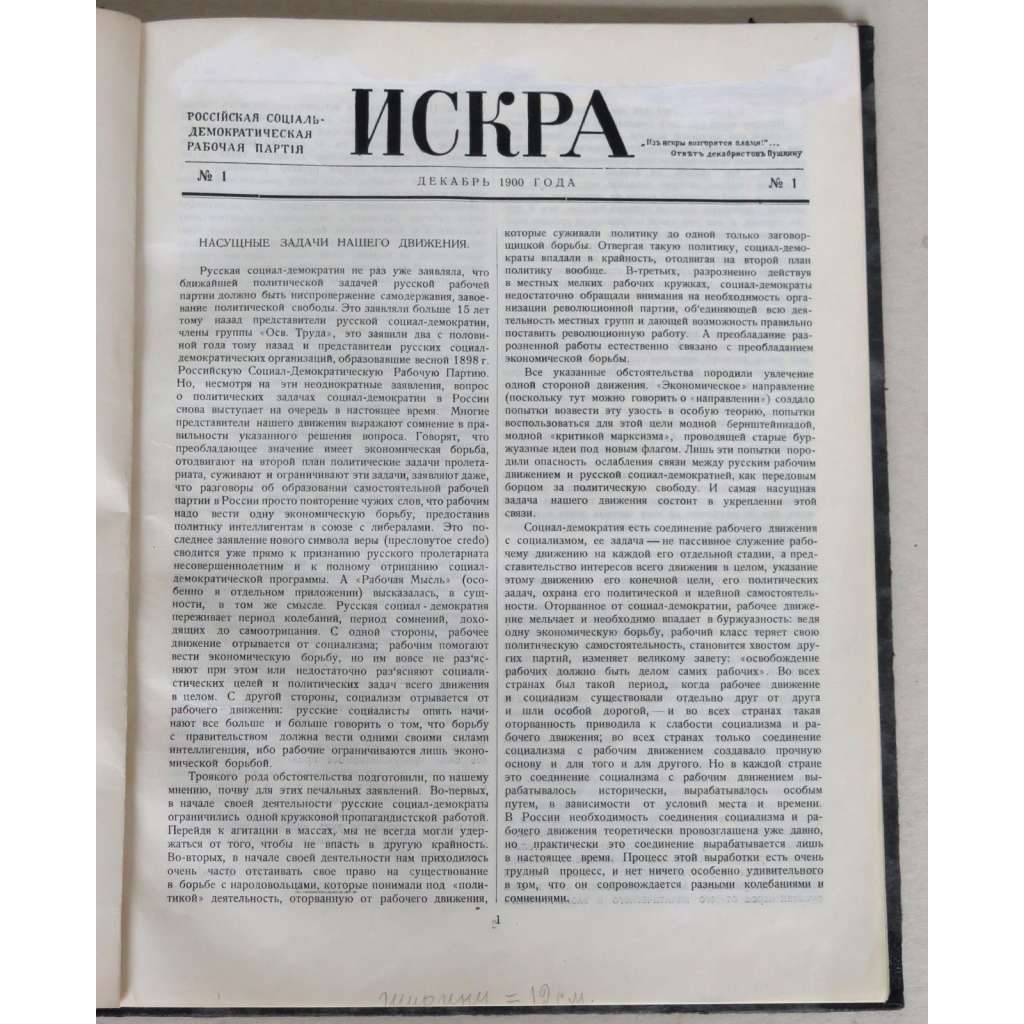 РОССІЙСКАЯ СОЦІАЛЬ-
ДЕМОКРАТИЧЕСКАЯ
РАБОЧАЯ ПАРТІЯ
ИСКРА
„Изъ искры возгорится пламя!"...
Отвѣтъ декабристовъ Пушкину
№ 1
ДЕКАБРЬ 1900 ГОДА
№ 1
НАСУЩНЫЕ ЗАДАЧИ НАШЕГО ДВИЖЕНИЯ.
Русская социал-демократия не раз уже заявляла, что
ближайшей политической задачей русской рабочей
партии должно быть ниспровержение самодержавия, завое-
вание политической свободы. Это заявляли больше 15 лет
тому назад представители русской социал-демократии,
члены группы «Осв. Труда», это заявили два с полови-
ной года тому назад и представители русских социал-
демократических организаций, образовавшие весной 1898 г.
Российскую Социал-Демократическую Рабочую Партию.
Но, несмотря на эти неоднократные заявления, вопрос
о политических задачах социал-демократии в России
снова выступает на очередь в настоящее время. Многие
представители нашего движения выражают сомнение в пра-
вильности указанного решения вопроса. Говорят, что
преобладающее значение имеет экономическая борьба,
отодвигают на второй план политические задачи пролета-
риата, суживают и ограничивают эти задачи, заявляют даже,
что разговоры об образовании самостоятельной рабочей
партии в России просто повторение чужих слов, что рабочим
надо вести одну экономическую борьбу, предоставив
политику интеллигентам в союзе с либералами. Это по-
следнее заявление нового символа веры (пресловутое credo)
сводится уже прямо к признанию русского пролетариата
несовершеннолетним и к полному отрицанию социал-
демократической программы. А «Рабочая Мысль» (осо-
бенно в отдельном приложении) высказалась, в сущ-
ности, в том же смысле. Русская социал-демократия
переживает период колебаний, период сомнений, дохо-
дящих до самоотрицания. С одной стороны, рабочее
движение отрывается от социализма; рабочим помогают
вести экономическую борьбу, но им вовсе не раз'яс-
няют при этом или недостаточно раз'ясняют социали-
стических целей и политических задач всего движения
в целом. С другой стороны, социализм отрывается от
рабочего движения: русские социалисты опять начи-
нают все больше и больше говорить о том, что борьбу
с правительством должна вести одними своими силами
интеллигенция, ибо рабочие ограничиваются лишь эконо-
мической борьбой.
Троякого рода обстоятельства подготовили, по нашему
мнению, почву для этих печальных заявлений. Во-первых,
в начале своей деятельности русские социал-демократы
ограничились одной кружковой пропагандистской работой.
Перейдя к агитации в массах, мы не всегда могли удер-
жаться от того, чтобы не впасть в другую крайность.
Во-вторых, в начале своей деятельности нам приходилось
очень часто отстаивать свое право на существование
в борьбе с народовольцами, которые понимали под «поли-
тикой» деятельность, оторванную от рабочего движения,
которые суживали политику до одной только заговор-
щицкой борьбы. Отвергая такую политику, социал-демо-
краты впадали в крайность, отодвигая на второй план
политику вообще. В-третьих, разрозненно действуя
в местных мелких рабочих кружках, социал-демократы
недостаточно обращали внимания на необходимость орга-
низации революционной партии, об'единяющей всю дея-
тельность местных групп и дающей возможность правильно
поставить революционную работу. А преобладание раз-
розненной работы естественно связано с преобладанием
экономической борьбы.
Все указанные обстоятельства породили увлечение
одной стороной движения. «Экономическое» направление
(поскольку тут можно говорить о «направлении») создало
попытки возвести эту узость в особую теорию, попытки
воспользоваться для этой цели модной бернштейниадой,
модной «критикой марксизма», проводящей старые бур-
жуазные идеи под новым флагом. Лишь эти попытки поро-
дили опасность ослабления связи между русским рабочим
движением и русской социал-демократией, как передовым
борцом за политическую свободу. И самая насущная
задача нашего движения состоит в укреплении этой
связи.
Социал-демократия есть соединение рабочего движения
с социализмом, ее задача — не пассивное служение рабо-
чему движению на каждой его отдельной стадии, а пред-
ставительство интересов всего движения в целом, указание
этому движению его конечной цели, его политических
задач, охрана его политической и идейной самостоятель-
ности. Оторванное от социал-демократии, рабочее движе-
ние мельчает и необходимо впадает в буржуазность: ведя
одну экономическую борьбу, рабочий класс теряет свою
политическую самостоятельность, становится хвостом дру-
гих партий, изменяет великому завету: «освобождение
рабочих должно быть делом самих рабочих». Во всех
странах был такой период, когда рабочее движение
и социализм существовали отдельно друг от друга
и шли особой дорогой, — и во всех странах такая
оторванность приводила к слабости социализма и ра-
бочего движения; во всех странах только соединение
социализма с рабочим движением создавало прочную
основу и для того и для другого. Но в каждой стране
это соединение социализма с рабочим движением вы-
рабатывалось исторически, вырабатывалось особым
путем, в зависимости от условий места и времени.
В России необходимость соединения социализма и ра-
бочего движения теоретически провозглашена уже давно,
но практически это соединение вырабатывается лишь
в настоящее время. Процесс этой выработки есть очень
трудный процесс, и нет ничего особенно удивительного
в том, что он сопровождается разными колебаниями и
сомнениями.
1
= 19 см.